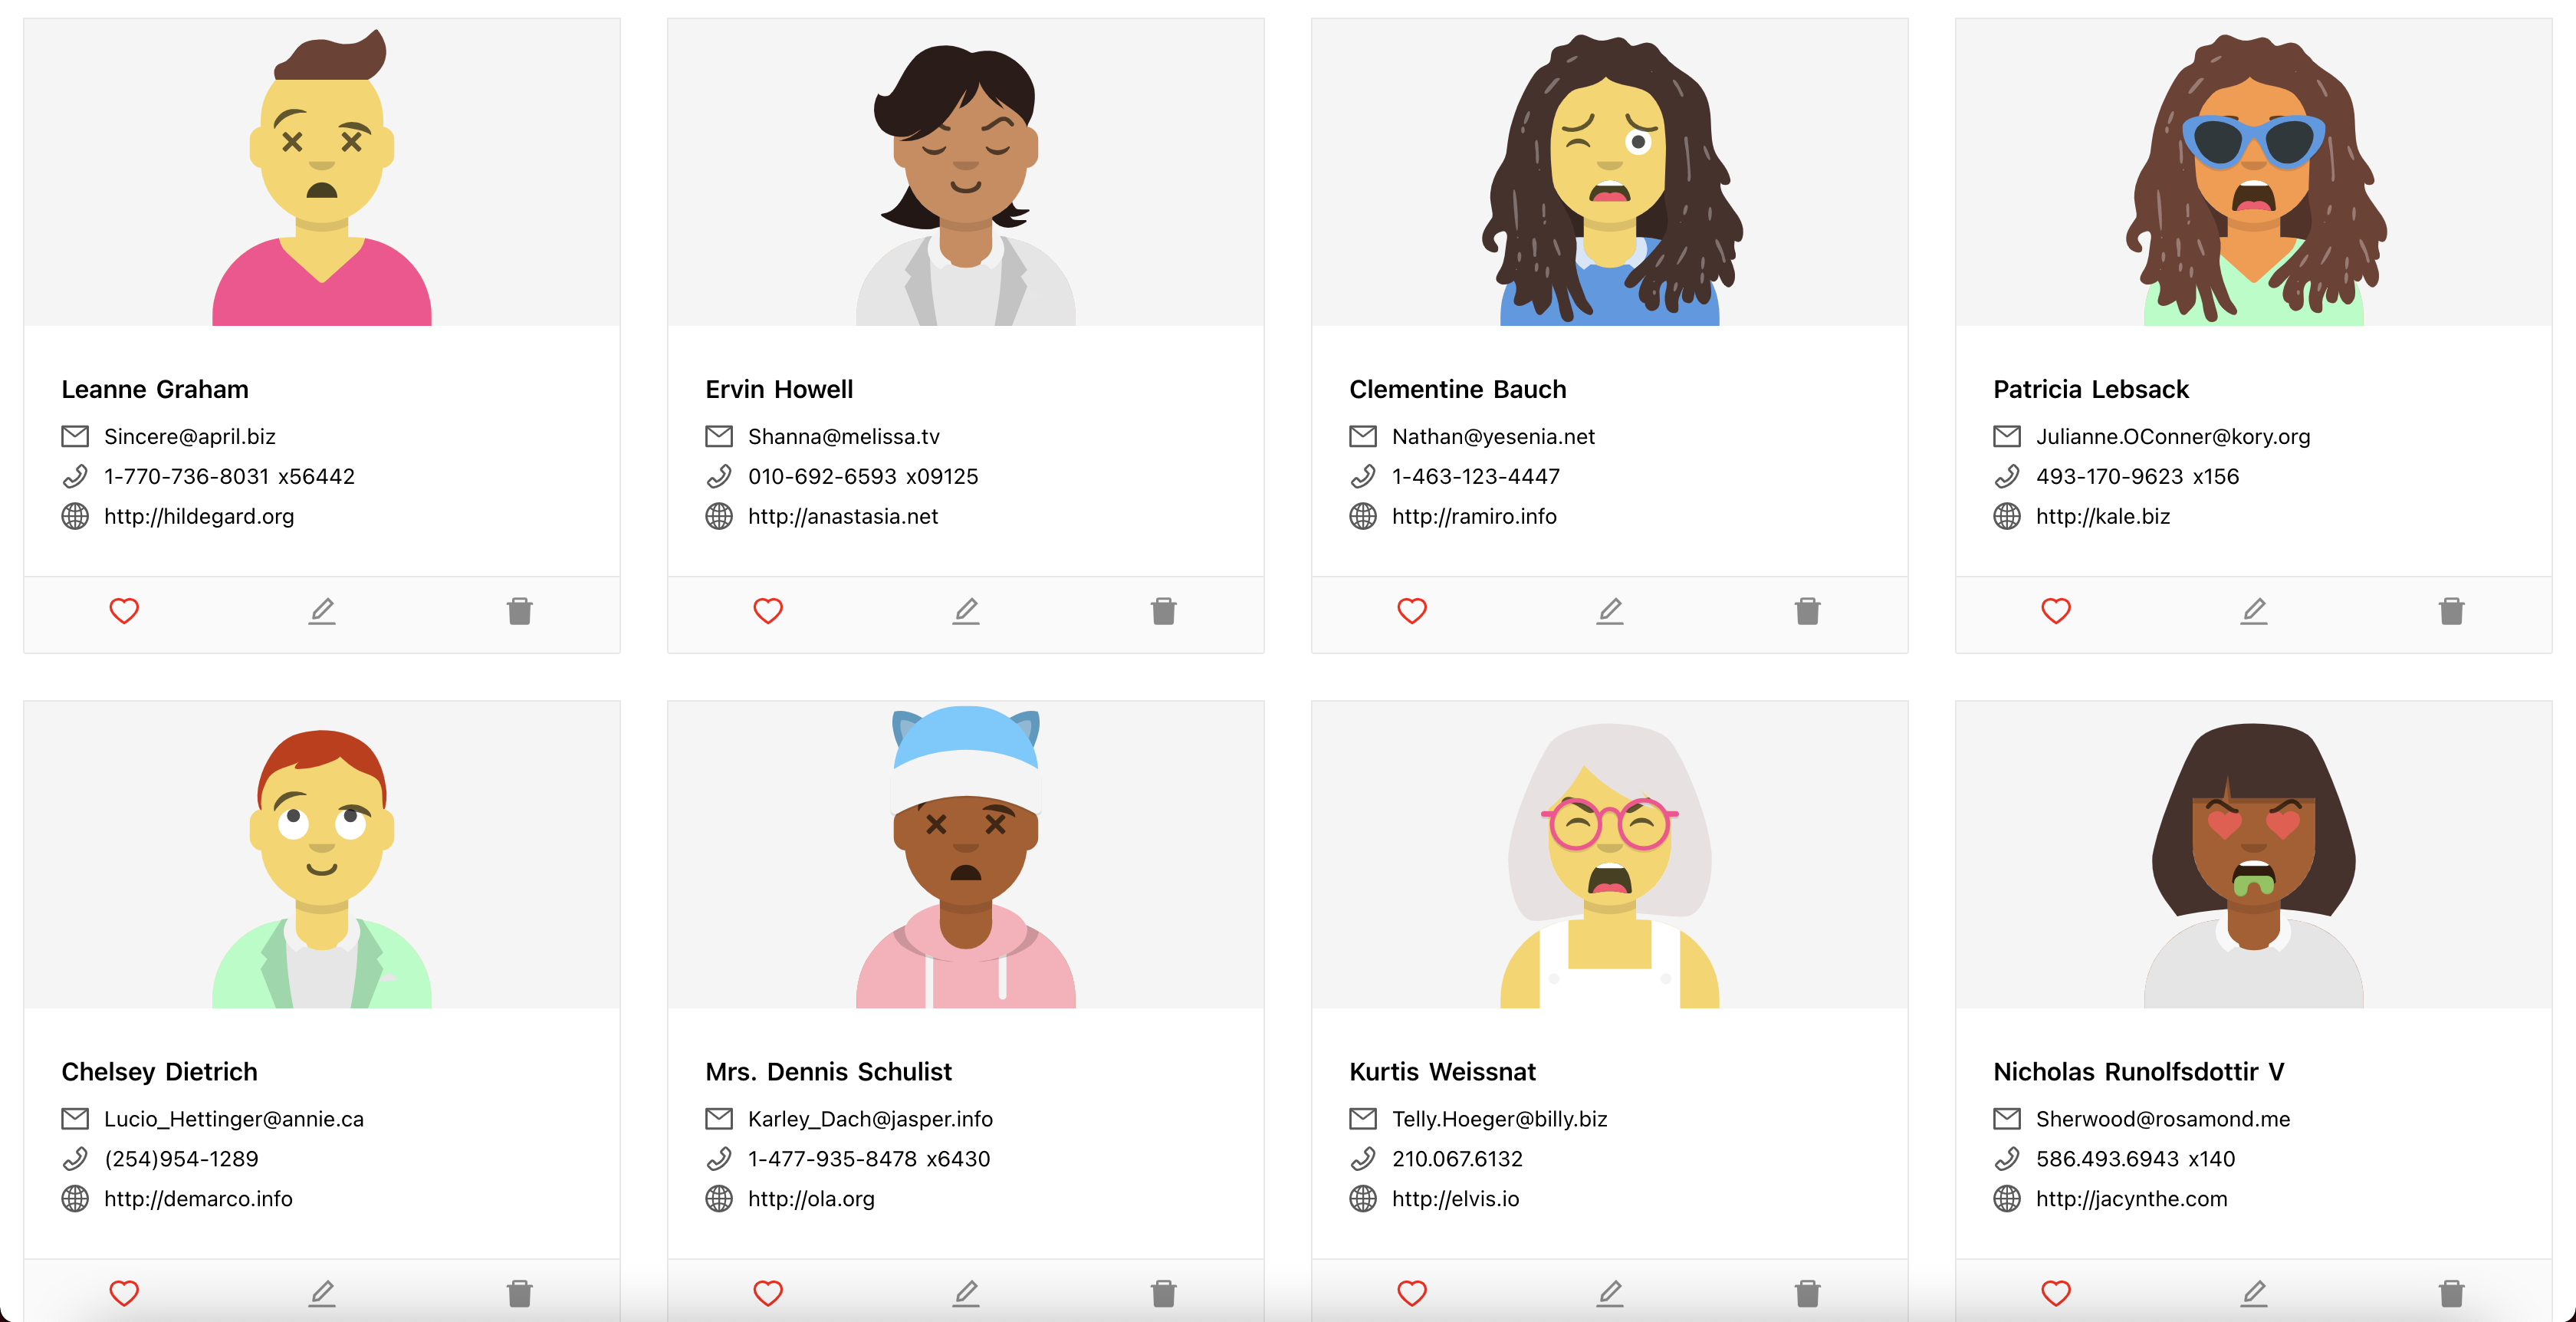 Leanne Graham
Sincere@april.biz
1-770-736-8031 x56442
http://hildegard.org
Ervin Howell
Shanna@melissa.tv
010-692-6593 x09125
http://anastasia.net
Clementine Bauch
Nathan@yesenia.net
1-463-123-4447
http://ramiro.info
Patricia Lebsack
Julianne.OConner@kory.org
493-170-9623 x156
http://kale.biz
Chelsey Dietrich
Lucio_Hettinger@annie.ca
(254)954-1289
http://demarco.info
Mrs. Dennis Schulist
Karley_Dach@jasper.info
1-477-935-8478 x6430
http://ola.org
Kurtis Weissnat
Telly.Hoeger@billy.biz
210.067.6132
http://elvis.io
Nicholas Runolfsdottir V
Sherwood@rosamond.me
586.493.6943 x140
http://jacynthe.com